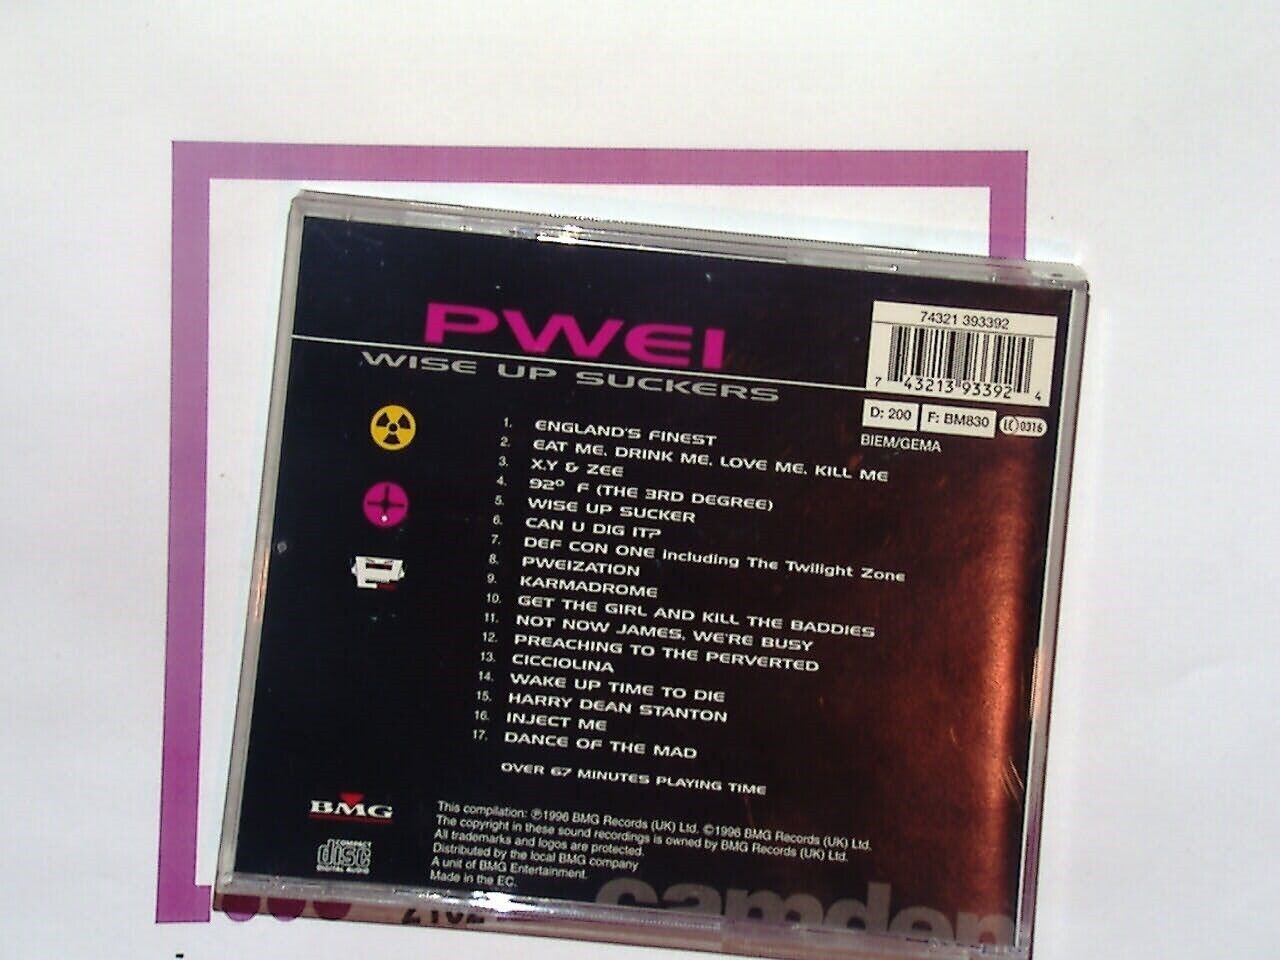 PWEI
WISE UP SUCKERS
74321 393392
7 43213 93392 4
D: 200 F: BM830 LC 0316
BIEM/GEMA
1. ENGLAND'S FINEST
2. EAT ME, DRINK ME, LOVE ME, KILL ME
3. X,Y & ZEE
4. 92° F (THE 3RD DEGREE)
5. WISE UP SUCKER
6. CAN U DIG IT?
7. DEF CON ONE including The Twilight Zone
8. PWEIZATION
9. KARMADROME
10. GET THE GIRL AND KILL THE BADDIES
11. NOT NOW JAMES, WE'RE BUSY
12. PREACHING TO THE PERVERTED
13. CICCIOLINA
14. WAKE UP TIME TO DIE
15. HARRY DEAN STANTON
16. INJECT ME
17. DANCE OF THE MAD
OVER 67 MINUTES PLAYING TIME
BMG
COMPACT
disc
DIGITAL AUDIO
This compilation: ℗1996 BMG Records (UK) Ltd. ©1996 BMG Records (UK) Ltd.
The copyright in these sound recordings is owned by BMG Records (UK) Ltd.
All trademarks and logos are protected.
Distributed by the local BMG company
A unit of BMG Entertainment.
Made in the EC.
camden